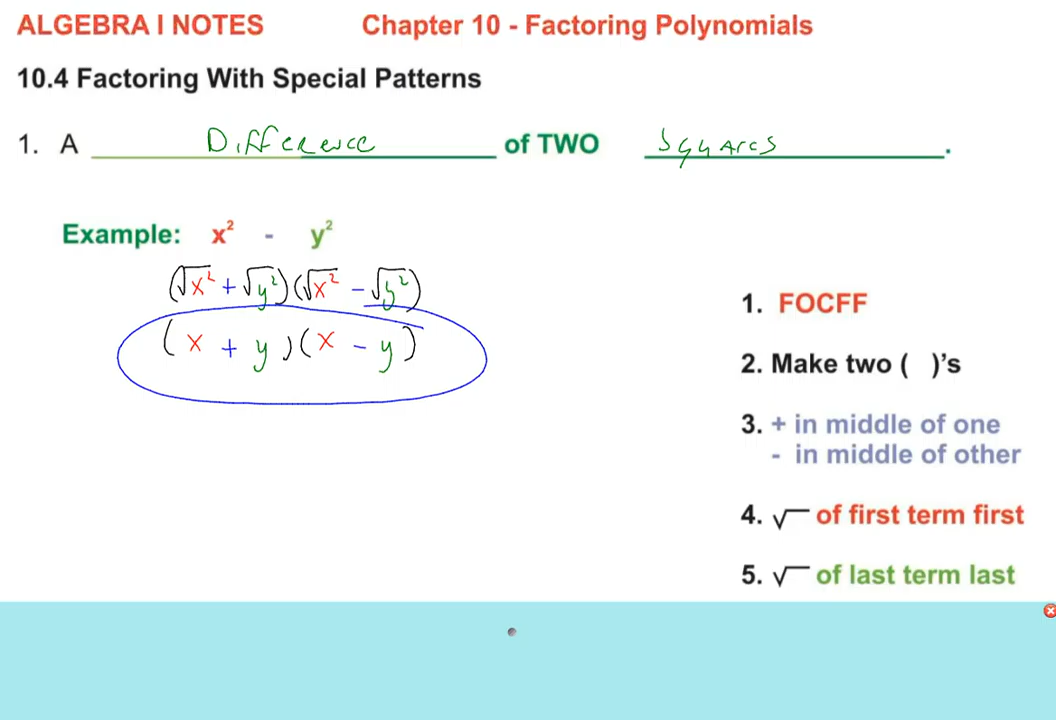 ALGEBRA I NOTES Chapter 10 - Factoring Polynomials
10.4 Factoring With Special Patterns
1. A Difference of TWO Squares.
Example: x² - y²
(√x² + √y²)(√x² - √y²)
(x + y)(x - y)
1. FOCFF
2. Make two ( )'s
3. + in middle of one
- in middle of other
4. √ of first term first
5. √ of last term last